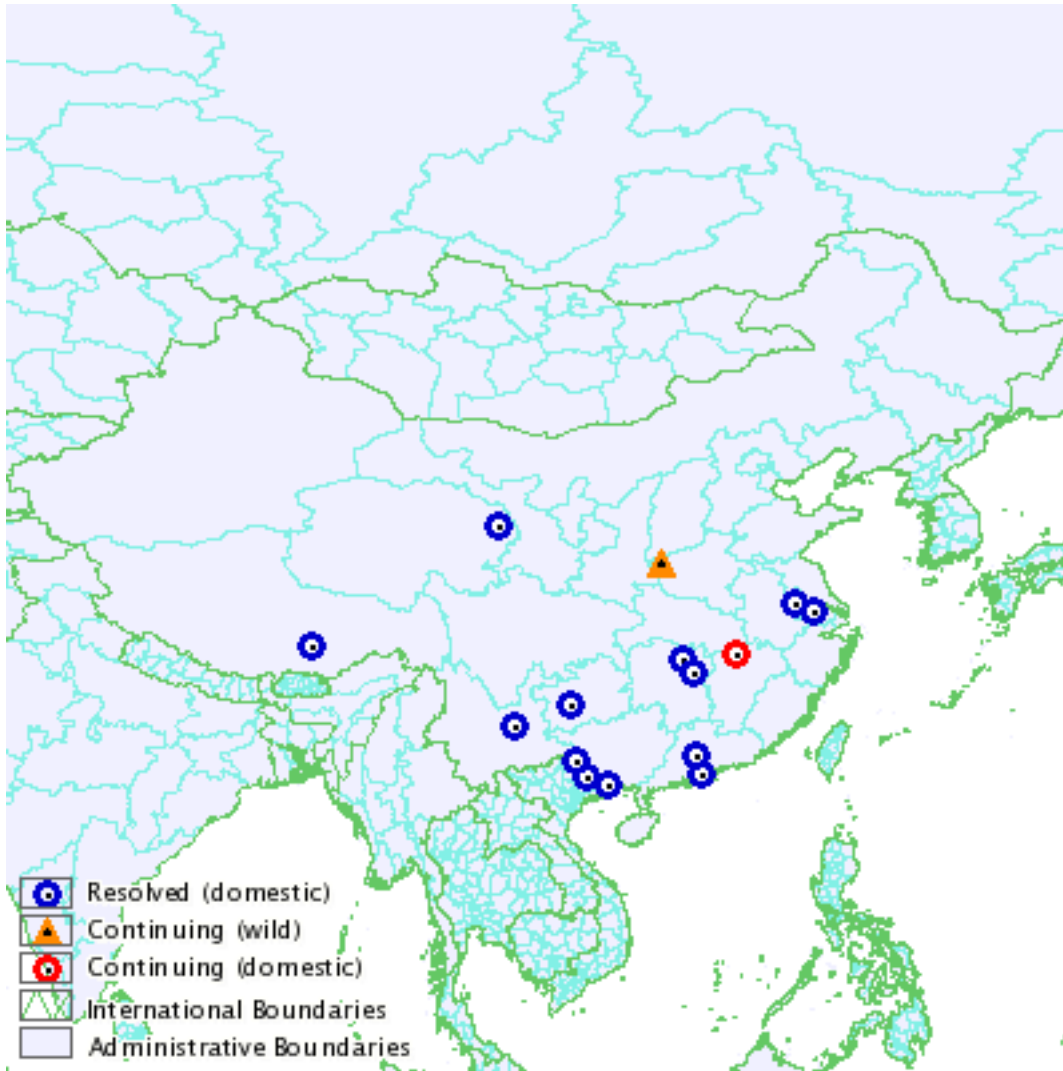 Resolved (domestic)
Continuing (wild)
Continuing (domestic)
International Boundaries
Administrative Boundaries